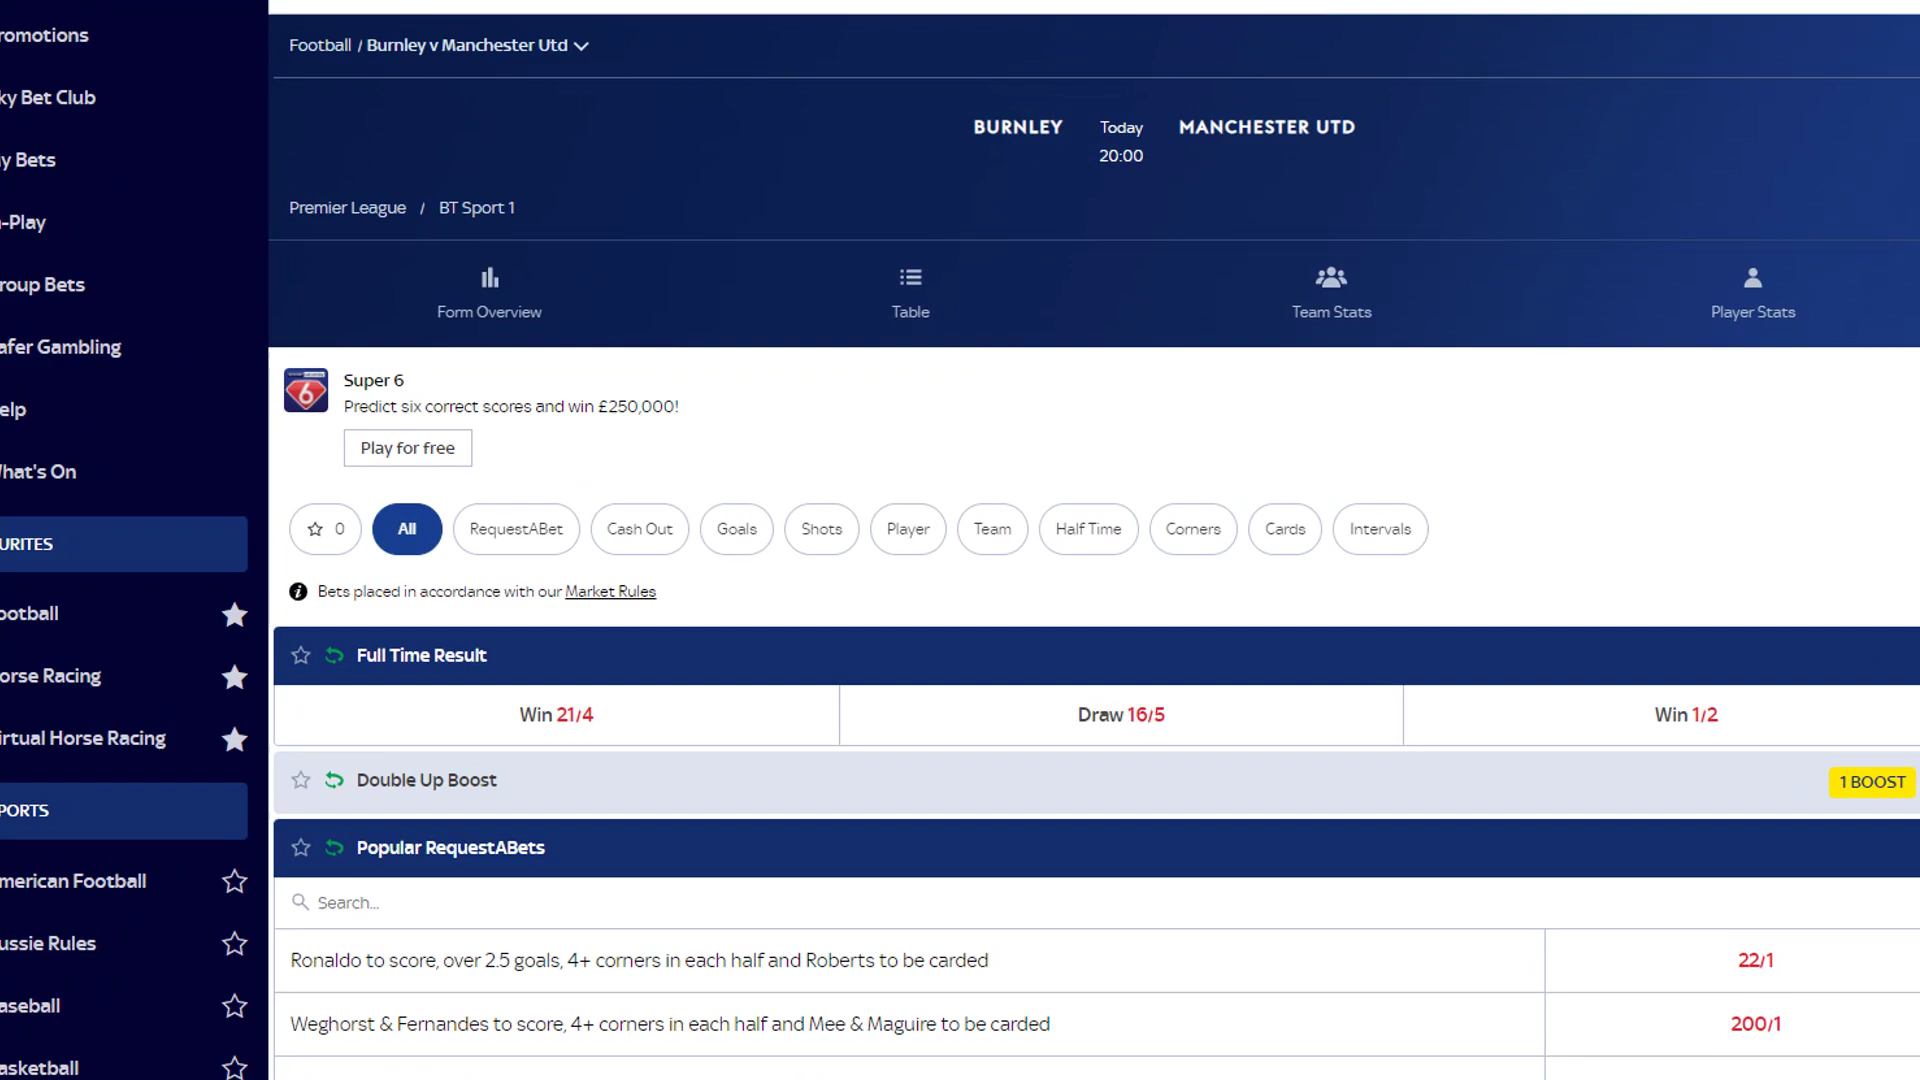 romotions
ky Bet Club
y Bets
-Play
roup Bets
afer Gambling
elp
hat's On
URITES
ootball
orse Racing
irtual Horse Racing
PORTS
merican Football
ussie Rules
aseball
asketball
Football / Burnley v Manchester Utd
BURNLEY Today MANCHESTER UTD
20:00
Premier League / BT Sport 1
Form Overview Table Team Stats Player Stats
6
Super 6
Predict six correct scores and win £250,000!
Play for free
0 All RequestABet Cash Out Goals Shots Player Team Half Time Corners Cards Intervals
Bets placed in accordance with our Market Rules
Full Time Result
Win 21/4 Draw 16/5 Win 1/2
Double Up Boost 1 BOOST
Popular RequestABets
Search...
Ronaldo to score, over 2.5 goals, 4+ corners in each half and Roberts to be carded 22/1
Weghorst & Fernandes to score, 4+ corners in each half and Mee & Maguire to be carded 200/1